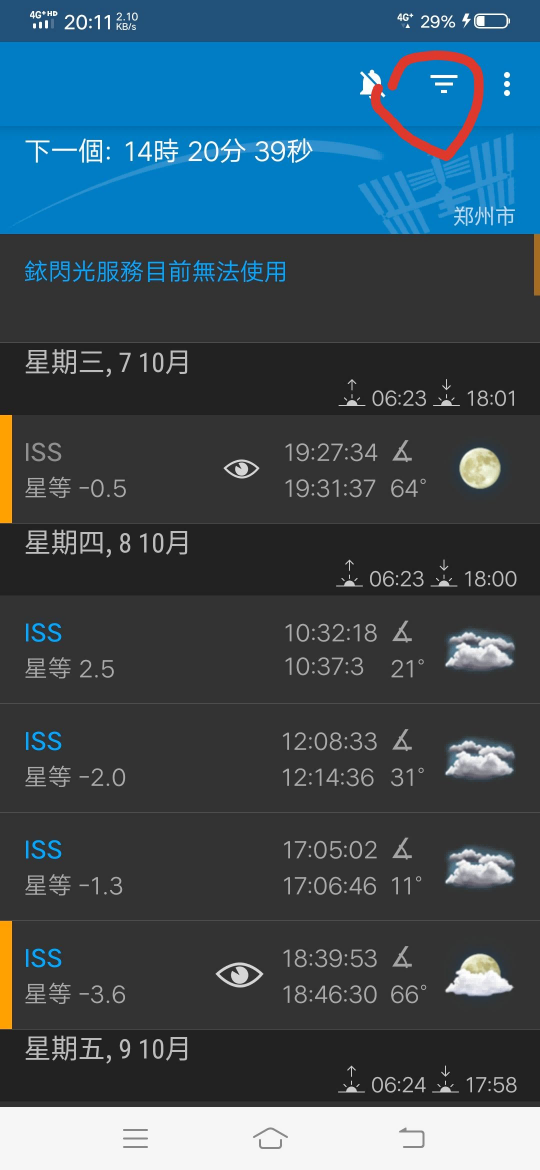 4G+HD 20:11 2.10 KB/s 4G+ 29%
下一個: 14時 20分 39秒
郑州市
銥閃光服務目前無法使用
星期三, 7 10月
06:23 18:01
ISS 19:27:34
星等 -0.5 19:31:37 64°
星期四, 8 10月
06:23 18:00
ISS 10:32:18
星等 2.5 10:37:3 21°
ISS 12:08:33
星等 -2.0 12:14:36 31°
ISS 17:05:02
星等 -1.3 17:06:46 11°
ISS 18:39:53
星等 -3.6 18:46:30 66°
星期五, 9 10月
06:24 17:58